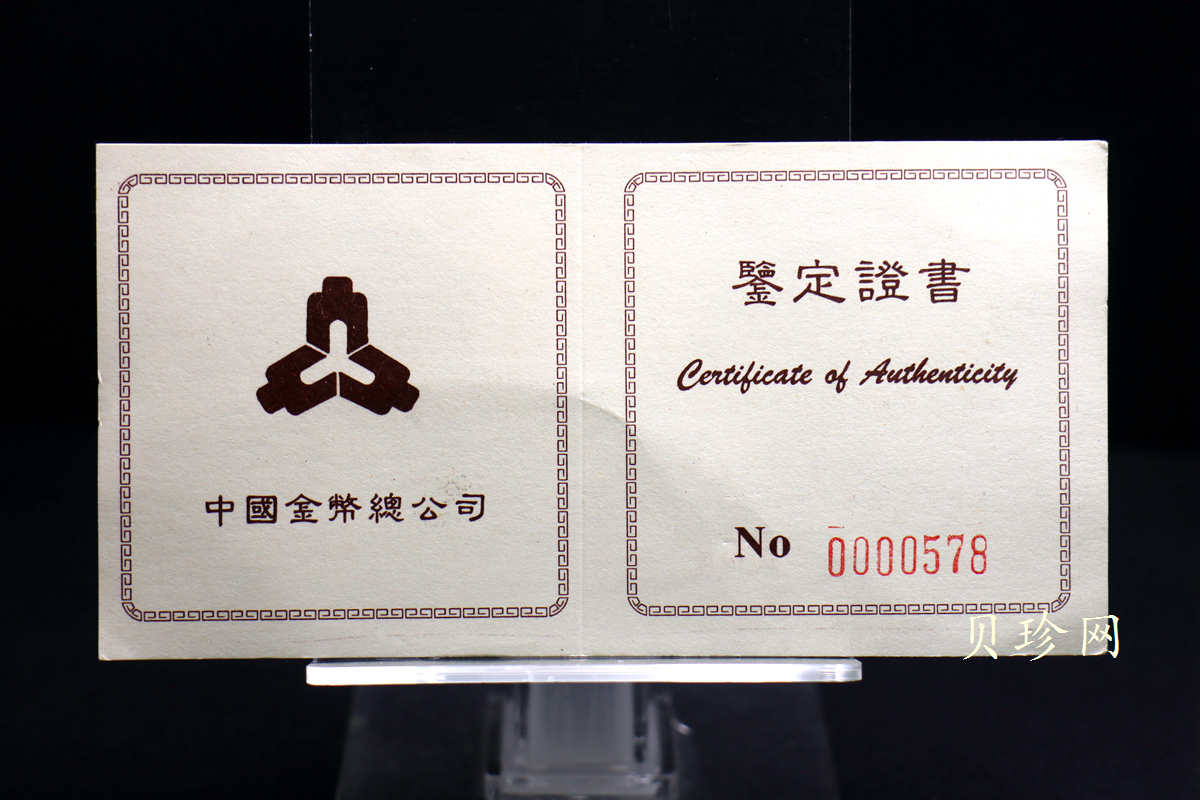 中國金幣總公司
鑒定證書
Certificate of Authenticity
No 0000578
贝珍网